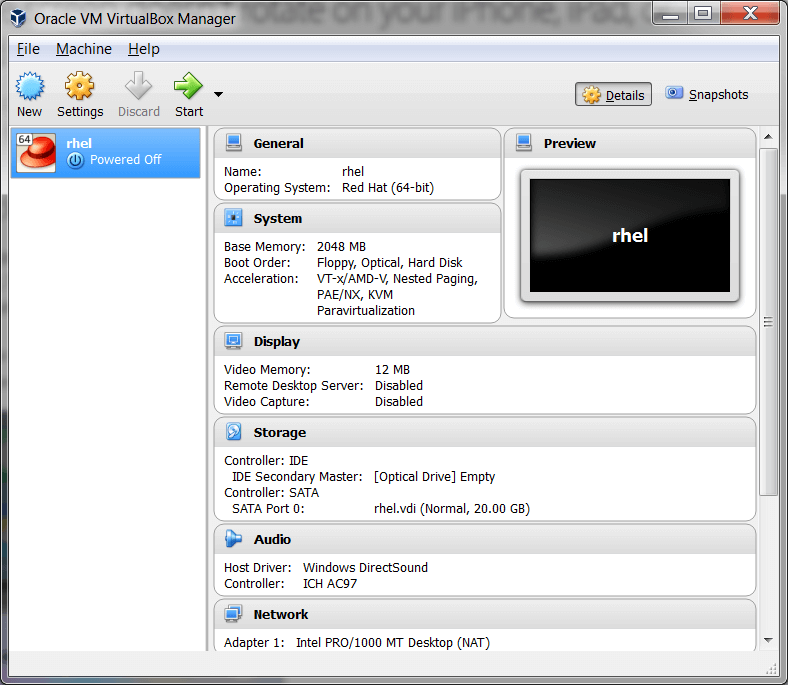 Oracle VM VirtualBox Manager
rotate on your iPhone, iPad,
File Machine Help
New Settings Discard Start Details Snapshots
64
rhel
Powered Off
General
Name: rhel
Operating System: Red Hat (64-bit)
System
Base Memory: 2048 MB
Boot Order: Floppy, Optical, Hard Disk
Acceleration: VT-x/AMD-V, Nested Paging,
PAE/NX, KVM
Paravirtualization
Preview
rhel
Display
Video Memory: 12 MB
Remote Desktop Server: Disabled
Video Capture: Disabled
Storage
Controller: IDE
IDE Secondary Master: [Optical Drive] Empty
Controller: SATA
SATA Port 0: rhel.vdi (Normal, 20.00 GB)
Audio
Host Driver: Windows DirectSound
Controller: ICH AC97
Network
Adapter 1: Intel PRO/1000 MT Desktop (NAT)